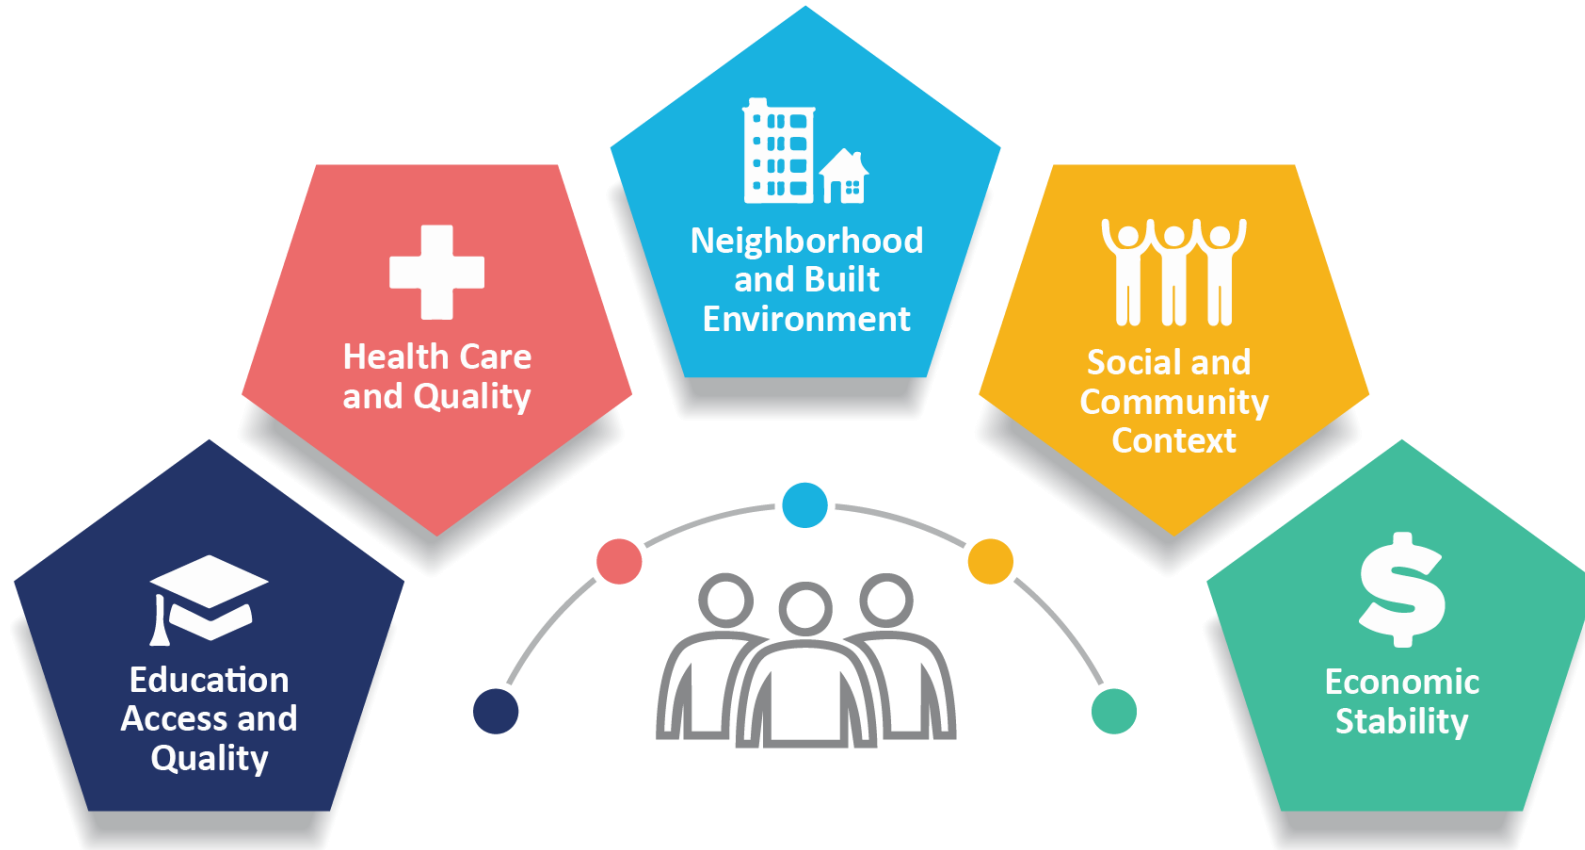 Education
Access and
Quality
Health Care
and Quality
Neighborhood
and Built
Environment
Social and
Community
Context
Economic
Stability